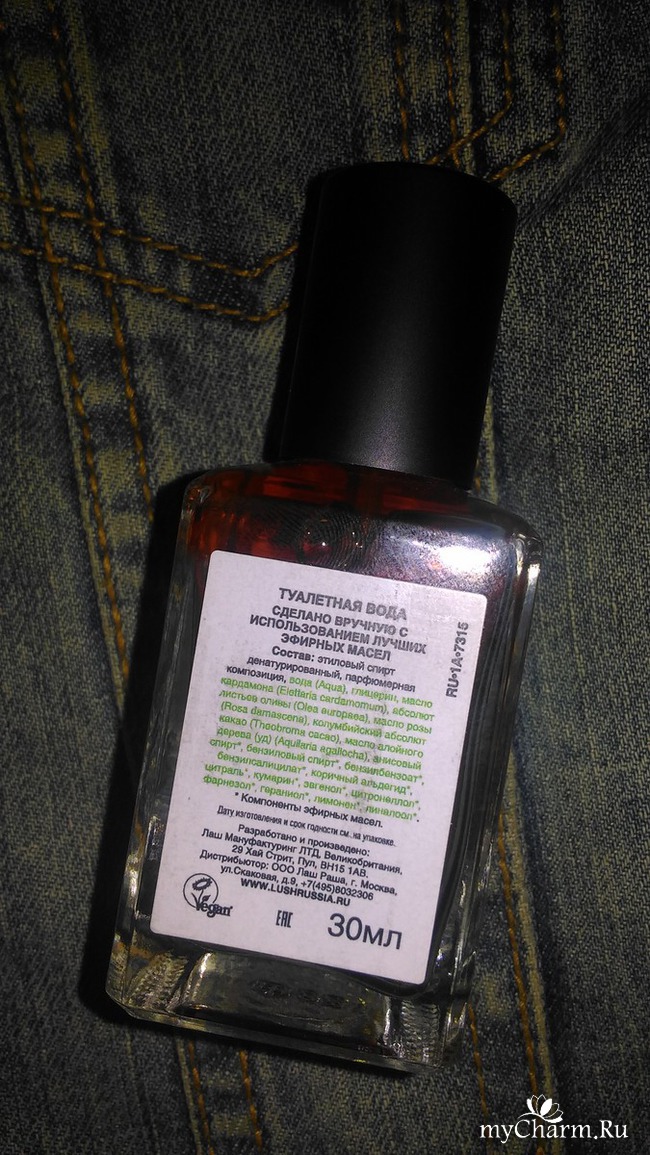 ТУАЛЕТНАЯ ВОДА
СДЕЛАНО ВРУЧНУЮ С
ИСПОЛЬЗОВАНИЕМ ЛУЧШИХ
ЭФИРНЫХ МАСЕЛ
Состав: этиловый спирт
денатурированный, парфюмерная
композиция, вода (Aqua), глицерин, масло
кардамона (Elettaria cardamomum), абсолют
листьев оливы (Olea europaea), масло розы
(Rosa damascena), колумбийский абсолют
какао (Theobroma cacao), масло алойного
дерева (уд) (Aquilaria agallocha), анисовый
спирт*, бензиловый спирт*, бензилбензоат*,
бензилсалицилат*, коричный альдегид*,
цитраль*, кумарин*, эвгенол*, цитронеллол*,
фарнезол*, гераниол*, лимонен*, линалоол*.
* Компоненты эфирных масел.
Дату изготовления и срок годности см. на упаковке.
Разработано и произведено:
Лаш Мануфактуринг ЛТД, Великобритания,
29 Хай Стрит, Пул, BH15 1AB.
Дистрибьютор: ООО Лаш Раша, г. Москва,
ул.Скаковая, д.9, +7(495)6032306
WWW.LUSHRUSSIA.RU
Vegan
EAC
30мл
RU•1A•7315
myCharm.Ru